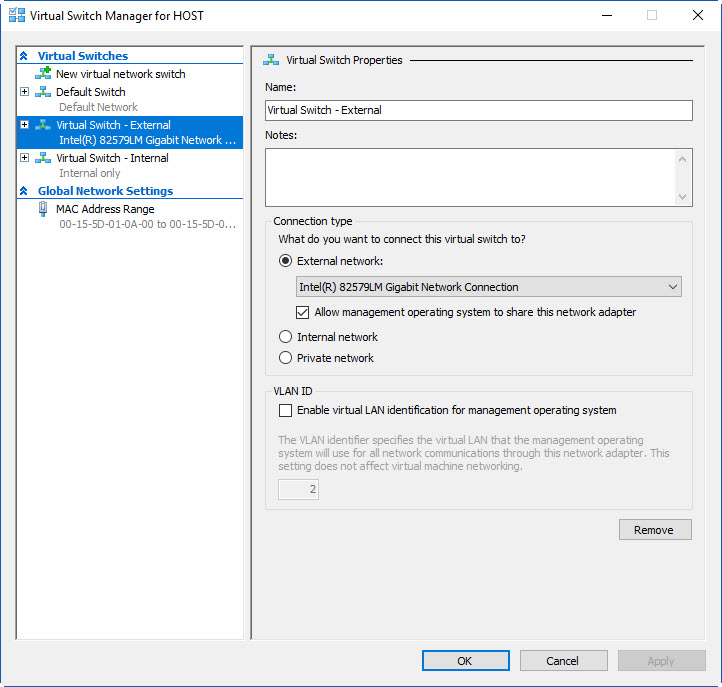 Virtual Switch Manager for HOST
Virtual Switches
New virtual network switch
Default Switch
Default Network
Virtual Switch - External
Intel(R) 82579LM Gigabit Network ...
Virtual Switch - Internal
Internal only
Global Network Settings
MAC Address Range
00-15-5D-01-0A-00 to 00-15-5D-0...
Virtual Switch Properties
Name:
Virtual Switch - External
Notes:
Connection type
What do you want to connect this virtual switch to?
External network:
Intel(R) 82579LM Gigabit Network Connection
Allow management operating system to share this network adapter
Internal network
Private network
VLAN ID
Enable virtual LAN identification for management operating system
The VLAN identifier specifies the virtual LAN that the management operating
system will use for all network communications through this network adapter. This
setting does not affect virtual machine networking.
2
Remove
OK
Cancel
Apply